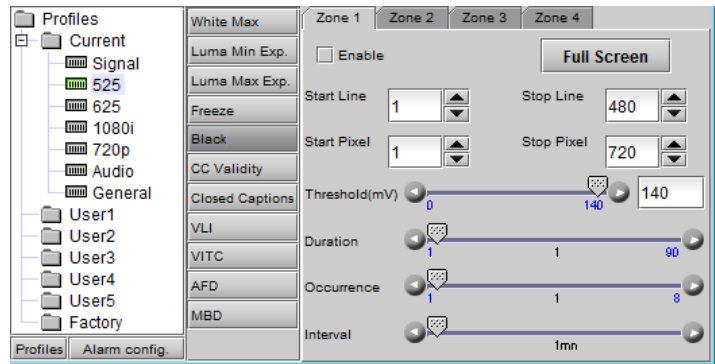 Profiles
Current
Signal
525
625
1080i
720p
Audio
General
User1
User2
User3
User4
User5
Factory
Profiles Alarm config.
White Max
Luma Min Exp.
Luma Max Exp.
Freeze
Black
CC Validity
Closed Captions
VLI
VITC
AFD
MBD
Zone 1 Zone 2 Zone 3 Zone 4
Enable Full Screen
Start Line 1 Stop Line 480
Start Pixel 1 Stop Pixel 720
Threshold(mV) 0 140 140
Duration 1 1 90
Occurrence 1 1 8
Interval 1mn